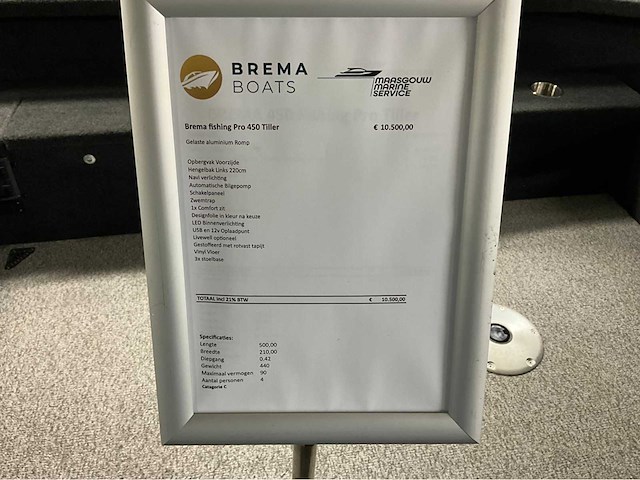 BREMA
BOATS
MAASGOUW
MARINE
SERVICE
Brema fishing Pro 450 Tiller € 10.500,00
Gelaste aluminium Romp
Opbergvak Voorzijde
Hengelbak Links 220cm
Navi verlichting
Automatische Bilgepomp
Schakelpaneel
Zwemtrap
1x Comfort zit
Designfolie in kleur na keuze
LED Binnenverlichting
USB en 12v Oplaadpunt
Livewell optioneel
Gestoffeerd met rotvast tapijt
Vinyl Vloer
3x stoelbase
TOTAAL incl 21% BTW € 10.500,00
Specificaties:
Lengte 500,00
Breedte 210,00
Diepgang 0.42
Gewicht 440
Maximaal vermogen 90
Aantal personen 4
Categorie C